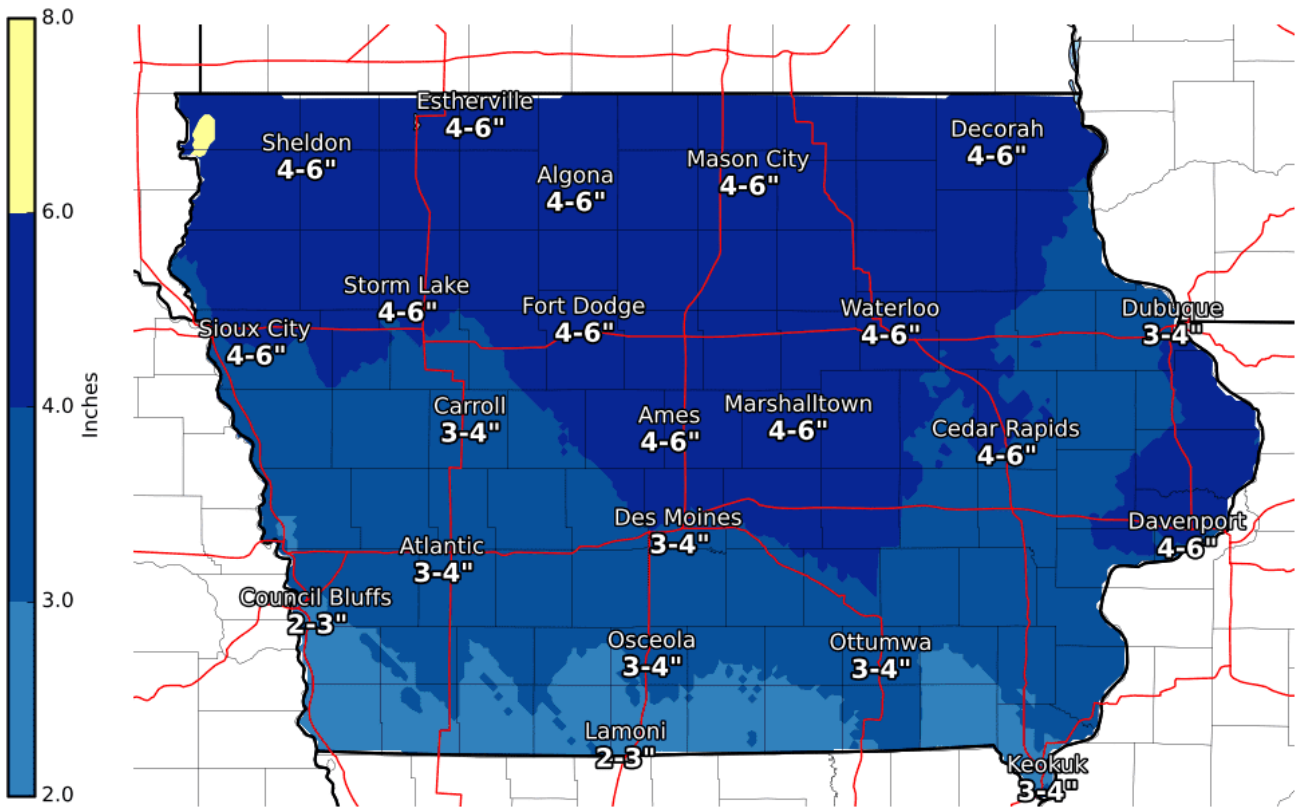 8.0
6.0
4.0
3.0
2.0
Inches
Estherville
4-6"
Sheldon
4-6"
Decorah
4-6"
Mason City
4-6"
Algona
4-6"
Storm Lake
4-6"
Fort Dodge
4-6"
Waterloo
4-6"
Dubuque
3-4"
Sioux City
4-6"
Carroll
3-4"
Ames
4-6"
Marshalltown
4-6"
Cedar Rapids
4-6"
Des Moines
3-4"
Davenport
4-6"
Atlantic
3-4"
Council Bluffs
2-3"
Osceola
3-4"
Ottumwa
3-4"
Lamoni
2-3"
Keokuk
3-4"